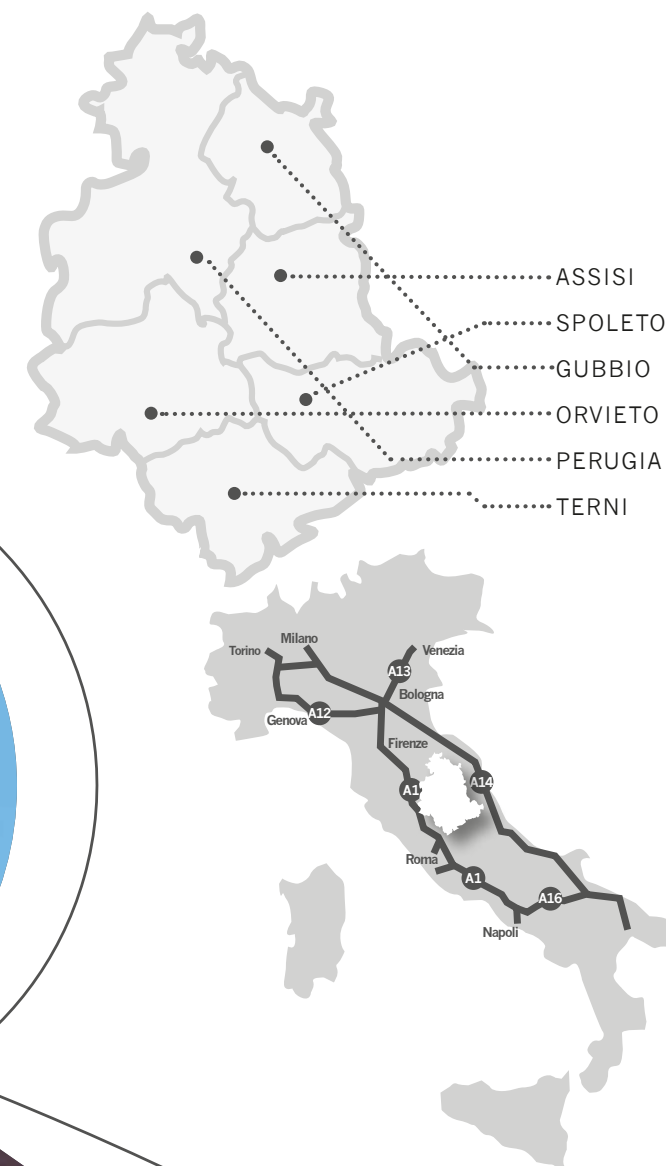 ASSISI
SPOLETO
GUBBIO
ORVIETO
PERUGIA
TERNI
Milano
Torino
Venezia
A13
Bologna
Genova
A12
Firenze
A14
A1
Roma
A1
A16
Napoli